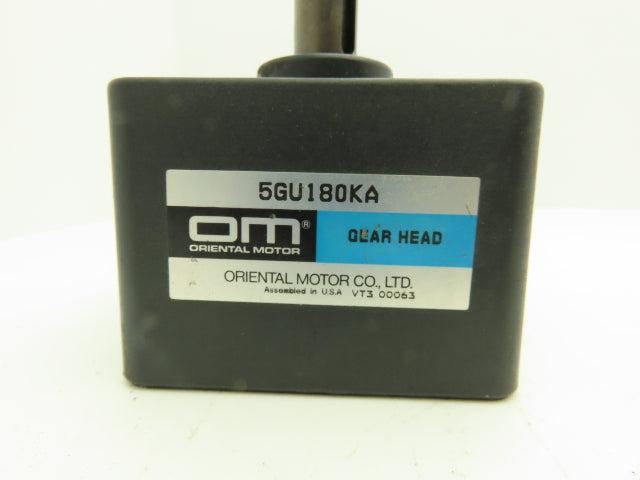 5GU180KA
OM®
ORIENTAL MOTOR
GEAR HEAD
ORIENTAL MOTOR CO., LTD.
Assembled in U.S.A VT3 00063